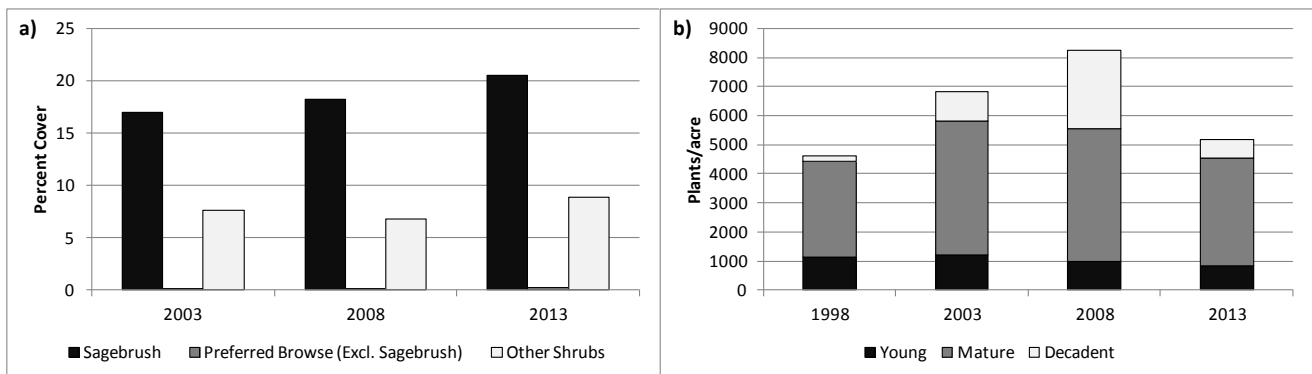 a)
Percent Cover
25
20
15
10
5
0
2003 2008 2013
Sagebrush Preferred Browse (Excl. Sagebrush) Other Shrubs
b)
Plants/acre
9000
8000
7000
6000
5000
4000
3000
2000
1000
0
1998 2003 2008 2013
Young Mature Decadent